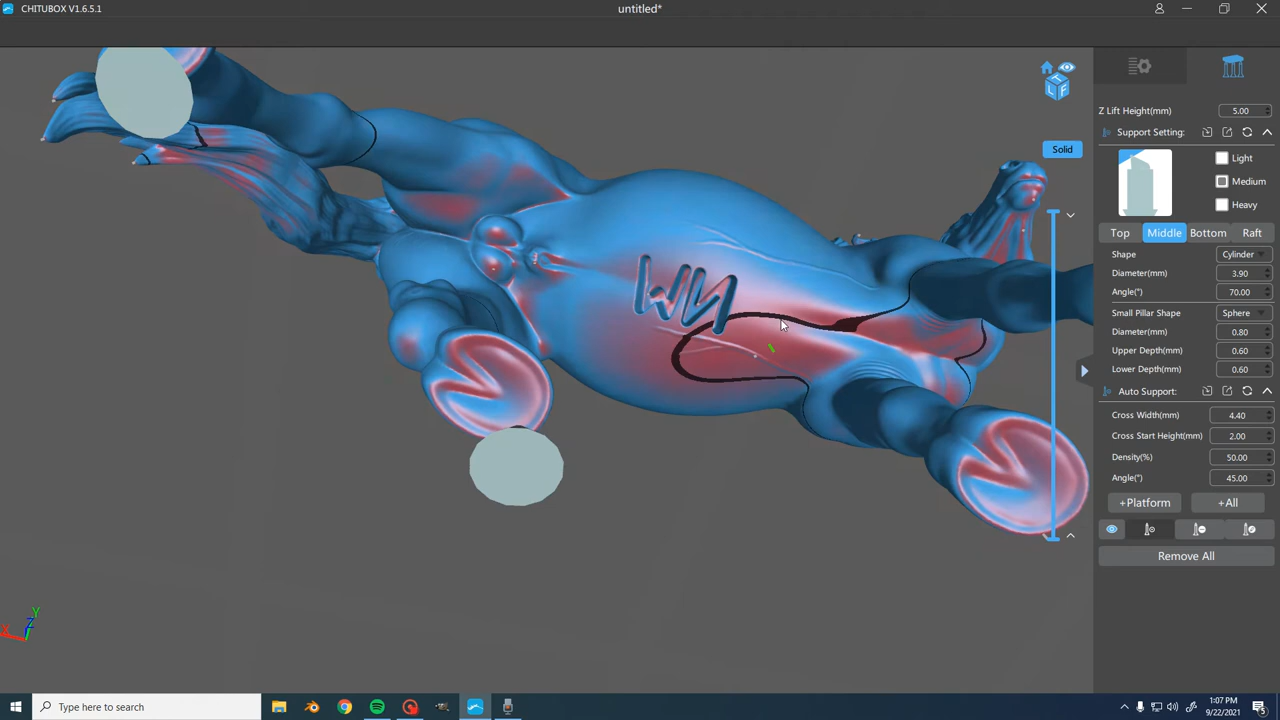 CHITUBOX V1.6.5.1
untitled*
Z Lift Height(mm) 5.00
Support Setting:
Light
Medium
Heavy
Top Middle Bottom Raft
Shape Cylinder
Diameter(mm) 3.90
Angle(°) 70.00
Small Pillar Shape Sphere
Diameter(mm) 0.80
Upper Depth(mm) 0.60
Lower Depth(mm) 0.60
Auto Support:
Cross Width(mm) 4.40
Cross Start Height(mm) 2.00
Density(%) 50.00
Angle(°) 45.00
+Platform +All
Remove All
Solid
T
L F
Y
Z
X
Type here to search
1:07 PM
9/22/2021
5